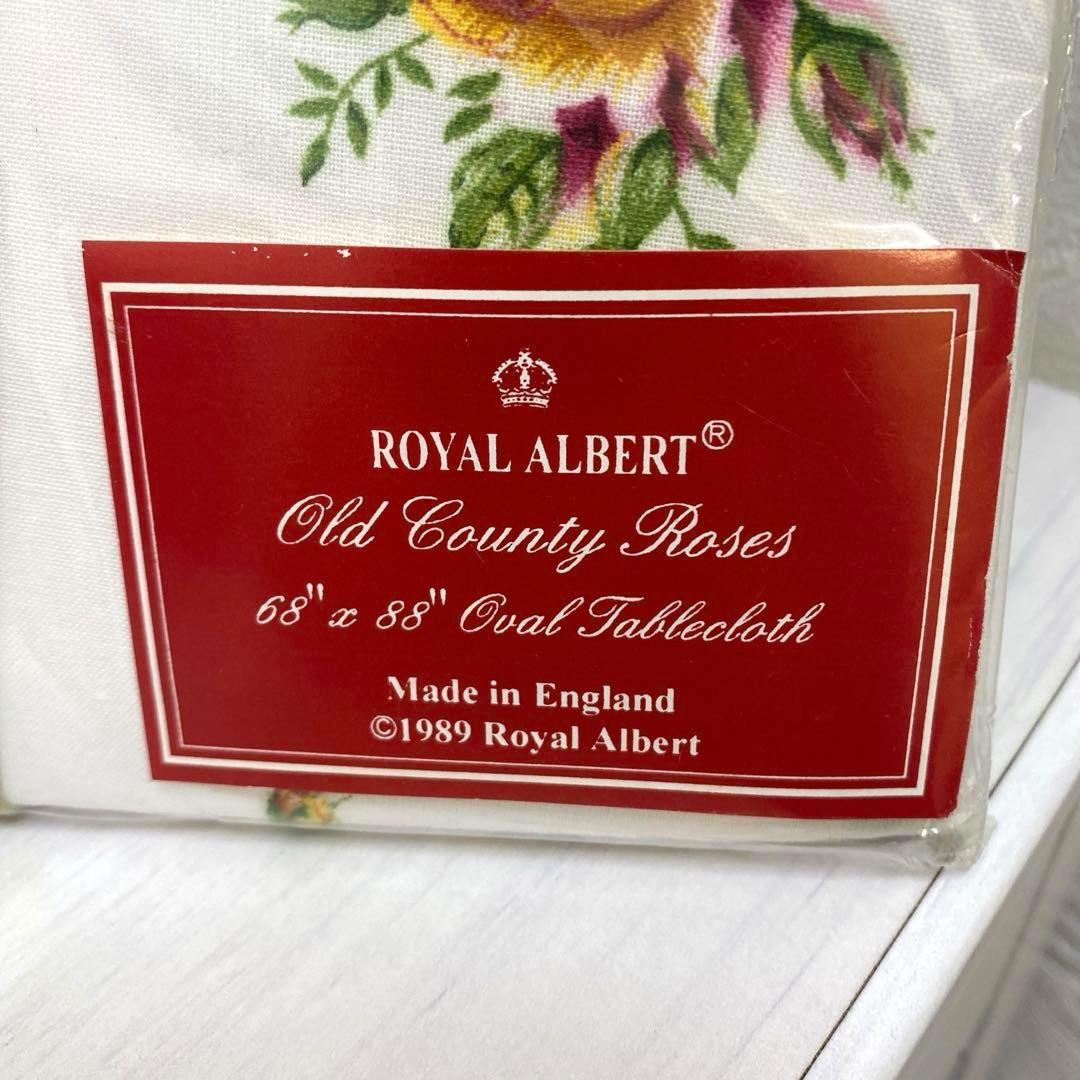 ROYAL ALBERT®
Old County Roses
68" x 88" Oval Tablecloth
Made in England
©1989 Royal Albert